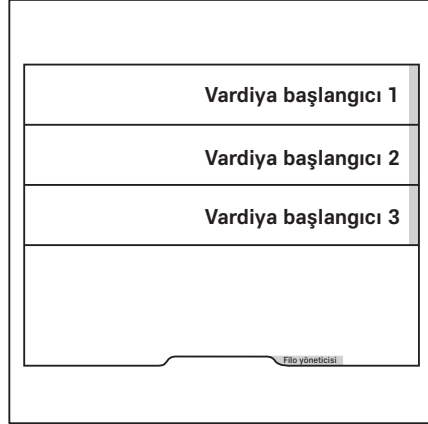 Vardiya başlangıcı 1
Vardiya başlangıcı 2
Vardiya başlangıcı 3
Filo yöneticisi